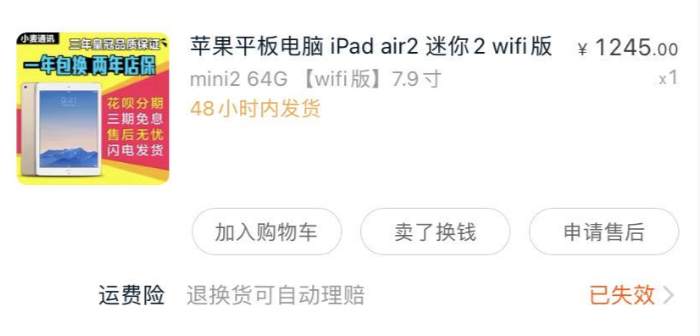 小麦通讯
三年皇冠品质保证
一年包换 两年店保
花呗分期
三期免息
售后无忧
闪电发货
苹果平板电脑 iPad air2 迷你2 wifi版
¥ 1245.00
mini2 64G 【wifi版】7.9寸
x1
48小时内发货
加入购物车
卖了换钱
申请售后
运费险
退换货可自动理赔
已失效